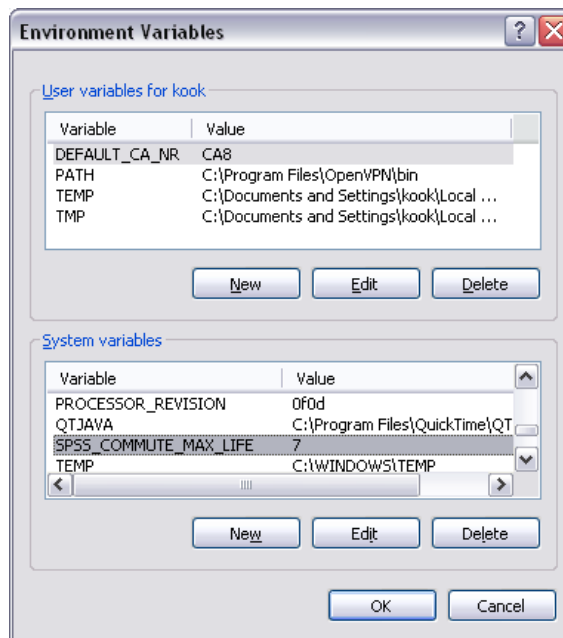 Environment Variables
User variables for kook
Variable Value
DEFAULT_CA_NR CA8
PATH C:\Program Files\OpenVPN\bin
TEMP C:\Documents and Settings\kook\Local ...
TMP C:\Documents and Settings\kook\Local ...
New Edit Delete
System variables
Variable Value
PROCESSOR_REVISION 0f0d
QTJAVA C:\Program Files\QuickTime\QT
SPSS_COMMUTE_MAX_LIFE 7
TEMP C:\WINDOWS\TEMP
New Edit Delete
OK Cancel